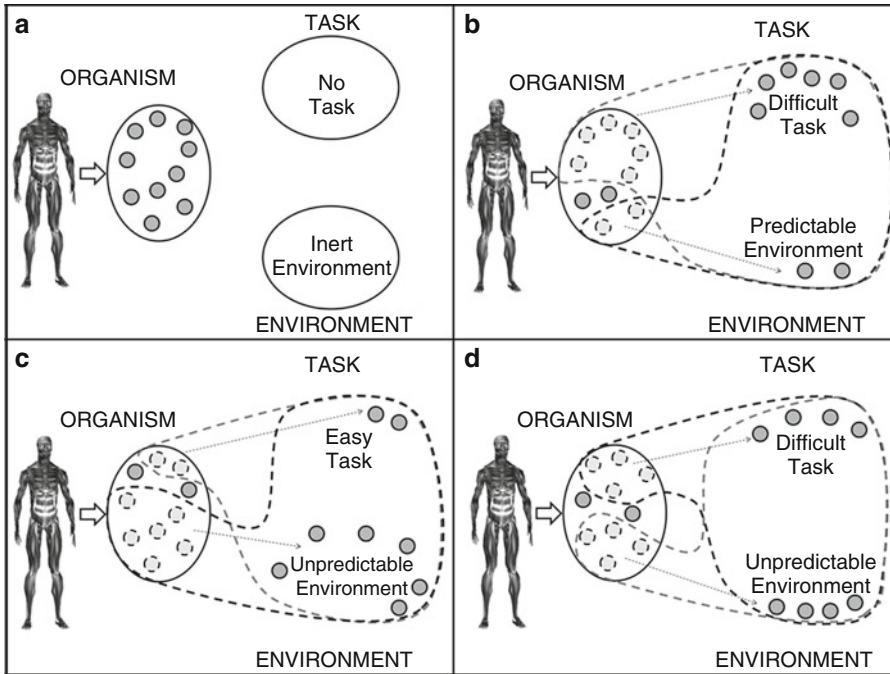 a
TASK
ORGANISM
No
Task
Inert
Environment
ENVIRONMENT
b
TASK
ORGANISM
Difficult
Task
Predictable
Environment
ENVIRONMENT
c
TASK
ORGANISM
Easy
Task
Unpredictable
Environment
ENVIRONMENT
d
TASK
ORGANISM
Difficult
Task
Unpredictable
Environment
ENVIRONMENT